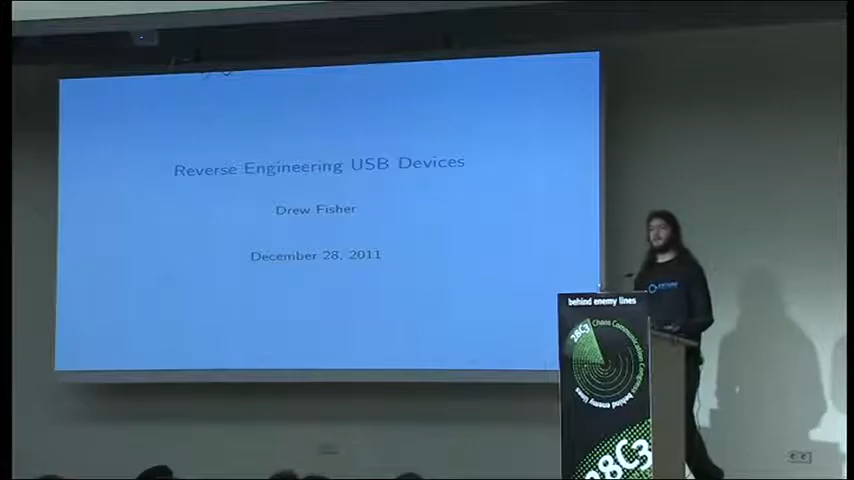 Reverse Engineering USB Devices
Drew Fisher
December 28, 2011
behind enemy lines
28C3
Chaos Communication Congress
behind enemy lines
28C3